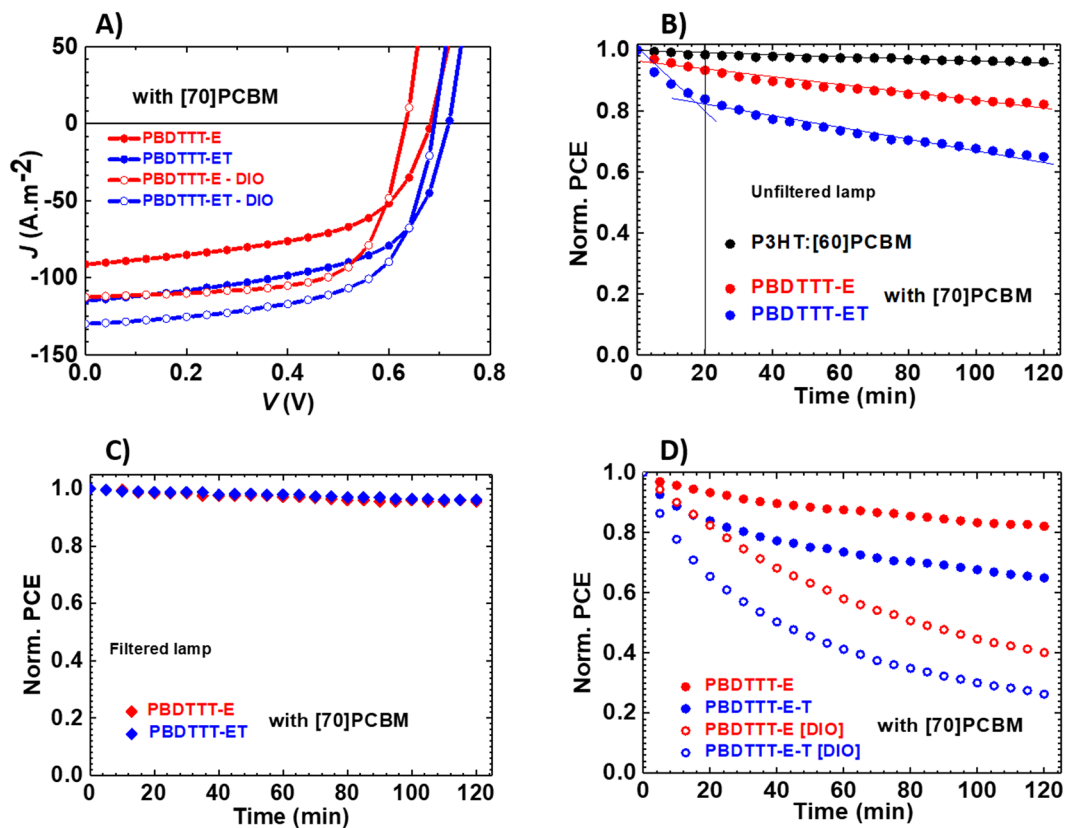 A)
50
0
-50
-100
-150
J (A.m-2)
with [70]PCBM
PBDTTT-E
PBDTTT-ET
PBDTTT-E - DIO
PBDTTT-ET - DIO
0.0 0.2 0.4 0.6 0.8
V (V)
B)
1.0
0.8
0.6
0.4
0.2
0.0
Norm. PCE
Unfiltered lamp
P3HT:[60]PCBM
PBDTTT-E
with [70]PCBM
PBDTTT-ET
0 20 40 60 80 100 120
Time (min)
C)
1.0
0.8
0.6
0.4
0.2
0.0
Norm. PCE
Filtered lamp
PBDTTT-E
with [70]PCBM
PBDTTT-ET
0 20 40 60 80 100 120
Time (min)
D)
1.0
0.8
0.6
0.4
0.2
0.0
Norm. PCE
PBDTTT-E
PBDTTT-E-T
with [70]PCBM
PBDTTT-E [DIO]
PBDTTT-E-T [DIO]
0 20 40 60 80 100 120
Time (min)